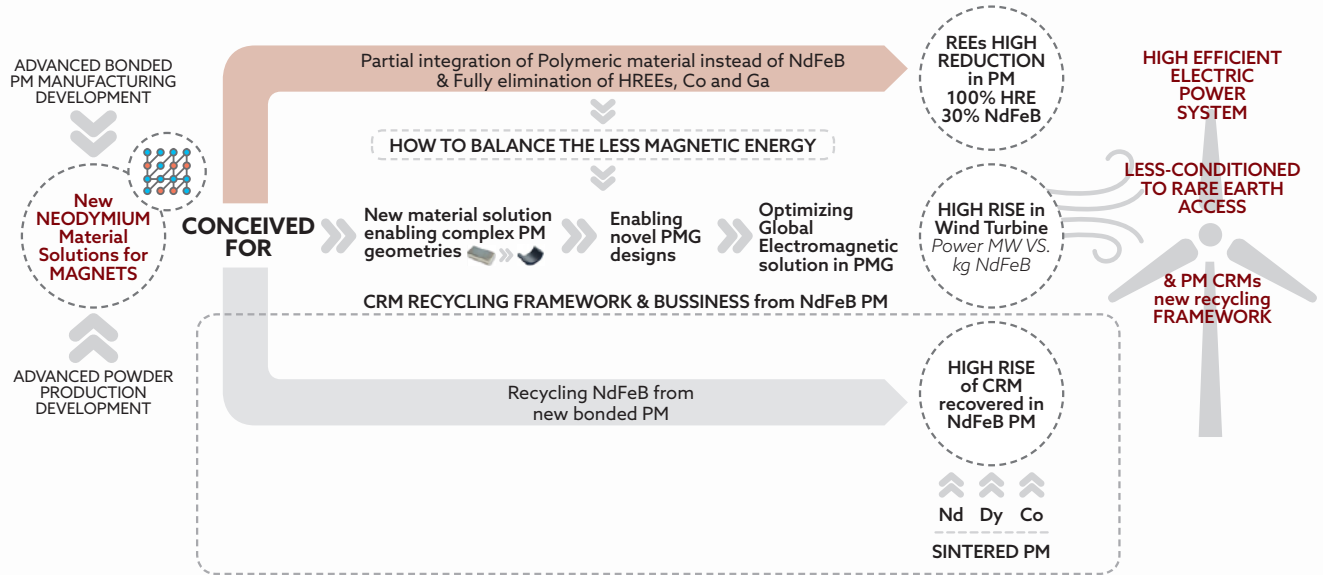 ADVANCED BONDED
PM MANUFACTURING
DEVELOPMENT
New
NEODYMIUM
Material
Solutions for
MAGNETS
ADVANCED POWDER
PRODUCTION
DEVELOPMENT
CONCEIVED
FOR
Partial integration of Polymeric material instead of NdFeB
& Fully elimination of HREEs, Co and Ga
HOW TO BALANCE THE LESS MAGNETIC ENERGY
New material solution
enabling complex PM
geometries
Enabling
novel PMG
designs
Optimizing
Global
Electromagnetic
solution in PMG
CRM RECYCLING FRAMEWORK & BUSSINESS from NdFeB PM
Recycling NdFeB from
new bonded PM
REEs HIGH
REDUCTION
in PM
100% HRE
30% NdFeB
HIGH RISE in
Wind Turbine
Power MW VS.
kg NdFeB
HIGH RISE
of CRM
recovered in
NdFeB PM
Nd Dy Co
SINTERED PM
HIGH EFFICIENT
ELECTRIC
POWER
SYSTEM
LESS-CONDITIONED
TO RARE EARTH
ACCESS
& PM CRMs
new recycling
FRAMEWORK